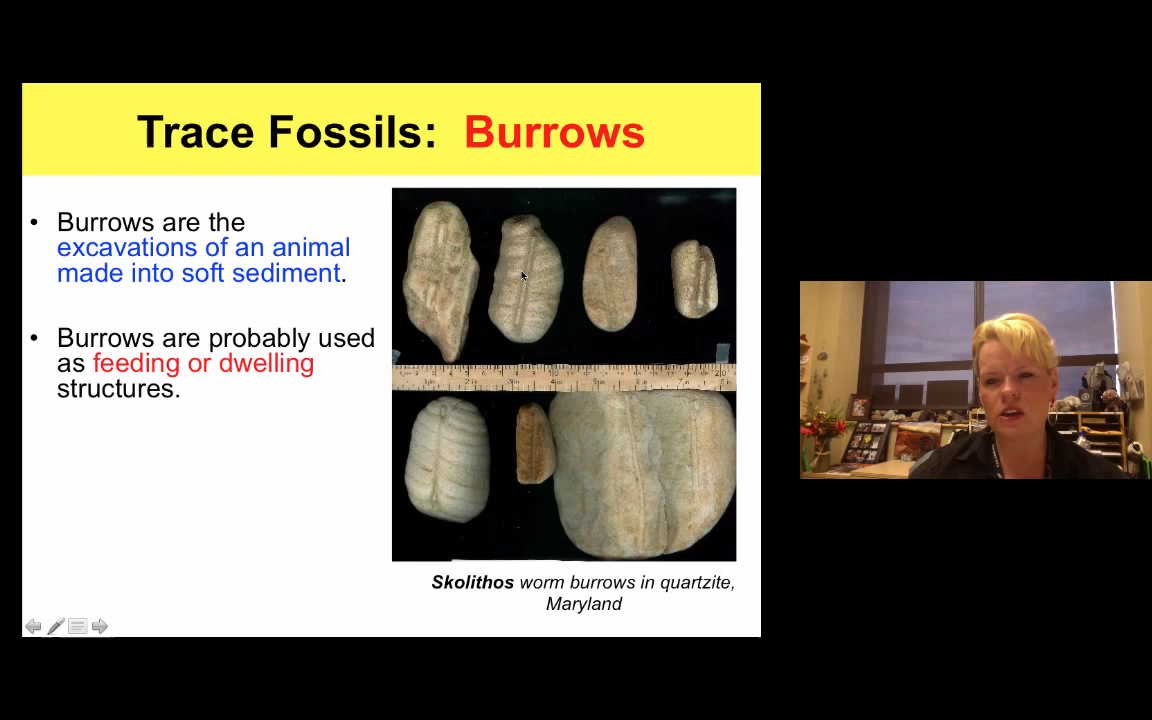 Trace Fossils: Burrows
• Burrows are the
excavations of an animal
made into soft sediment.
• Burrows are probably used
as feeding or dwelling
structures.
Skolithos worm burrows in quartzite,
Maryland